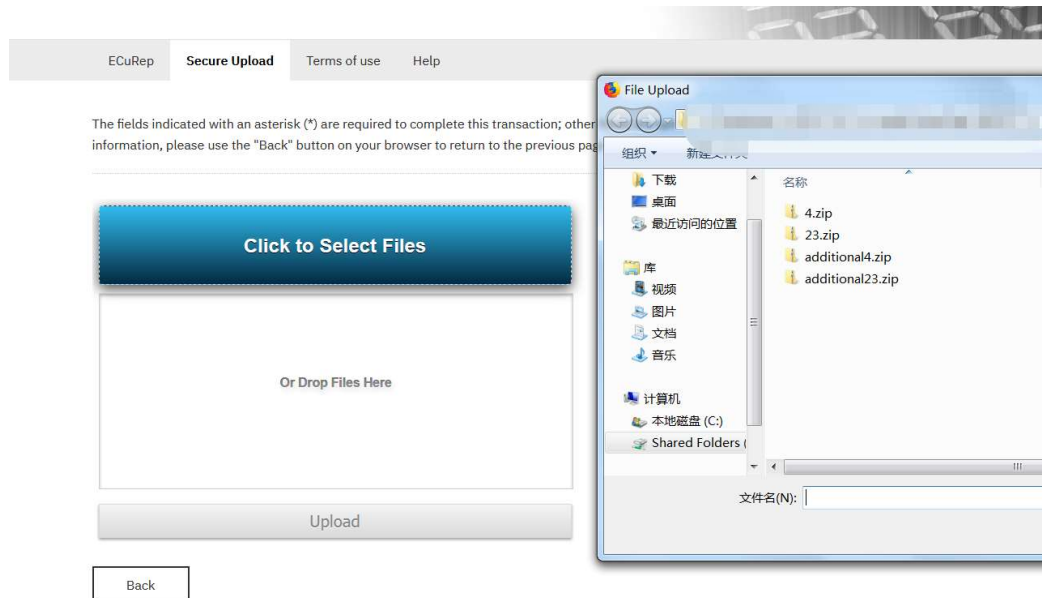 ECuRep Secure Upload Terms of use Help
The fields indicated with an asterisk (*) are required to complete this transaction; other
information, please use the "Back" button on your browser to return to the previous pag
Click to Select Files
Or Drop Files Here
Upload
Back
File Upload
组织
下载
桌面
最近访问的位置
库
视频
图片
文档
音乐
计算机
本地磁盘 (C:)
Shared Folders (
名称
4.zip
23.zip
additional4.zip
additional23.zip
文件名(N):